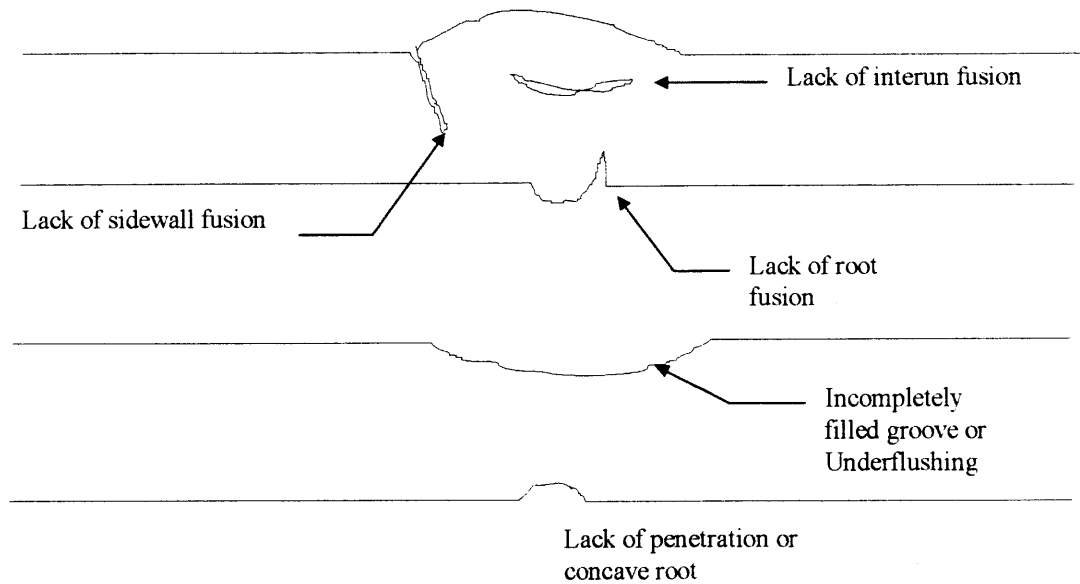 Lack of interun fusion
Lack of sidewall fusion
Lack of root
fusion
Incompletely
filled groove or
Underflushing
Lack of penetration or
concave root